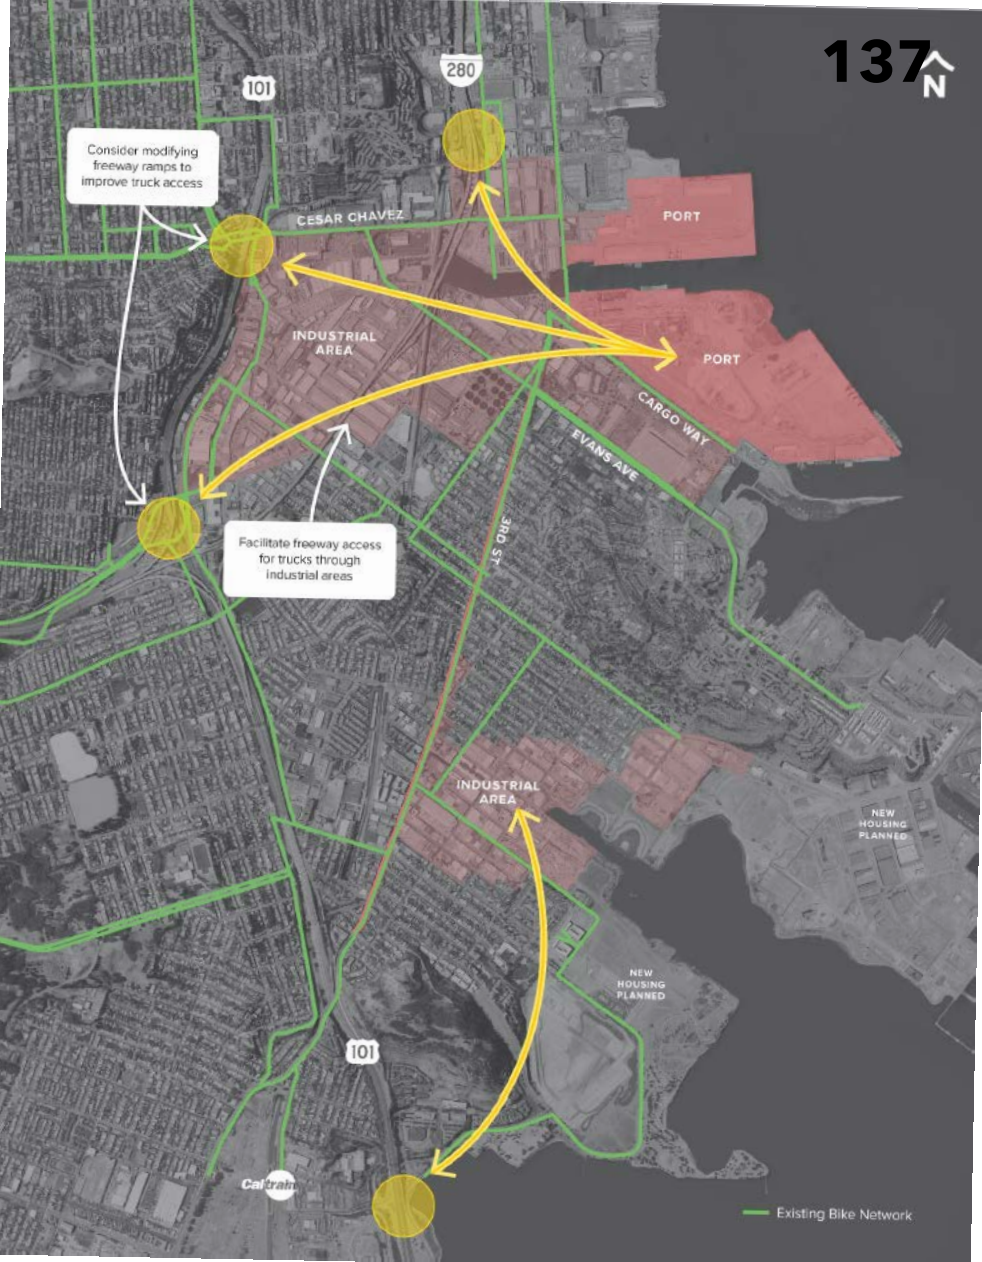 137
N
280
101
Consider modifying
freeway ramps to
improve truck access
CESAR CHAVEZ
PORT
INDUSTRIAL
AREA
PORT
CARGO WAY
EVANS AVE
3RD ST
Facilitate freeway access
for trucks through
industrial areas
INDUSTRIAL
AREA
NEW
HOUSING
PLANNED
NEW
HOUSING
PLANNED
101
Caltrain
Existing Bike Network